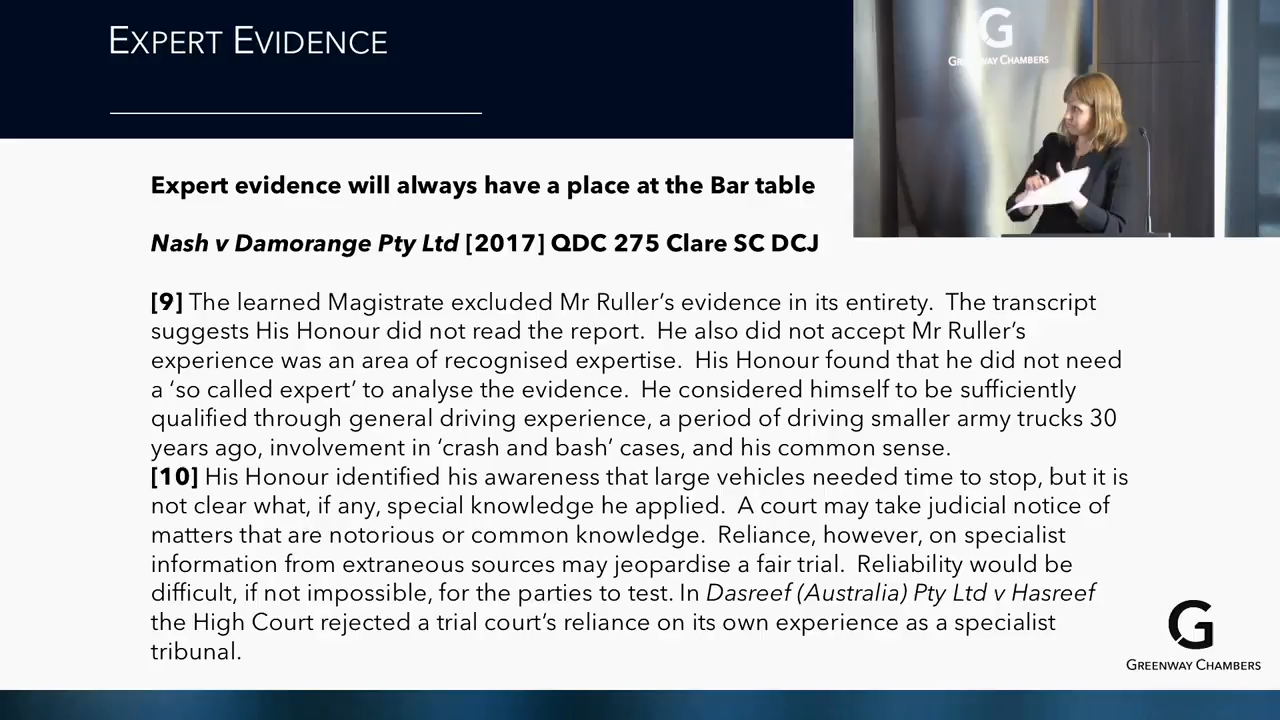 EXPERT EVIDENCE
G
GREENWAY CHAMBERS
Expert evidence will always have a place at the Bar table
Nash v Damorange Pty Ltd [2017] QDC 275 Clare SC DCJ
[9] The learned Magistrate excluded Mr Ruller’s evidence in its entirety. The transcript
suggests His Honour did not read the report. He also did not accept Mr Ruller’s
experience was an area of recognised expertise. His Honour found that he did not need
a ‘so called expert’ to analyse the evidence. He considered himself to be sufficiently
qualified through general driving experience, a period of driving smaller army trucks 30
years ago, involvement in ‘crash and bash’ cases, and his common sense.
[10] His Honour identified his awareness that large vehicles needed time to stop, but it is
not clear what, if any, special knowledge he applied. A court may take judicial notice of
matters that are notorious or common knowledge. Reliance, however, on specialist
information from extraneous sources may jeopardise a fair trial. Reliability would be
difficult, if not impossible, for the parties to test. In Dasreef (Australia) Pty Ltd v Hasreef
the High Court rejected a trial court’s reliance on its own experience as a specialist
tribunal.
G
GREENWAY CHAMBERS